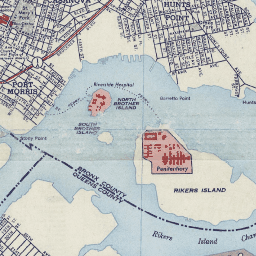 CASANOVA
HUNTS
POINT
PORT
MORRIS
Riverside Hospital
NORTH
BROTHER
ISLAND
Barretto Point
SOUTH
BROTHER
ISLAND
Stony Point
Penitentiary
RIKERS ISLAND
BRONX COUNTY
QUEENS COUNTY
Rikers Island Chan